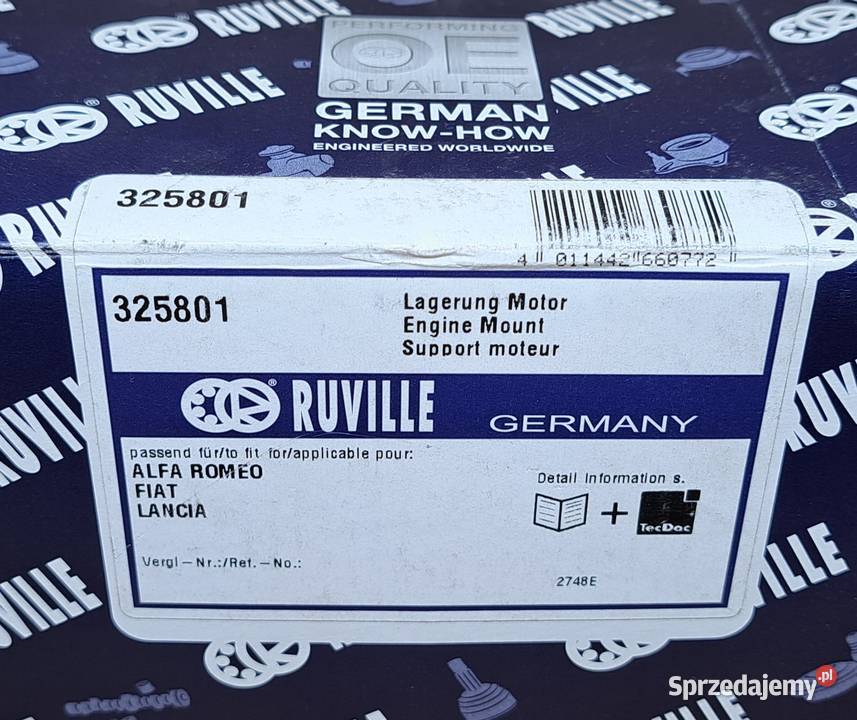 RUVILLE
RUVILLE
PERFORMING
OE
QUALITY
GERMAN
KNOW-HOW
ENGINEERED WORLDWIDE
325801
4 011442 660772
325801
Lagerung Motor
Engine Mount
Support moteur
RUVILLE®
GERMANY
passend für/to fit for/applicable pour:
ALFA ROMEO
FIAT
LANCIA
Detail Information s.
+
TecDoc
Vergl-Nr.:/Ref.-No.:
2748E
RUVILLE
RUVILLE
RUVILLE
Sprzedajemy.pl